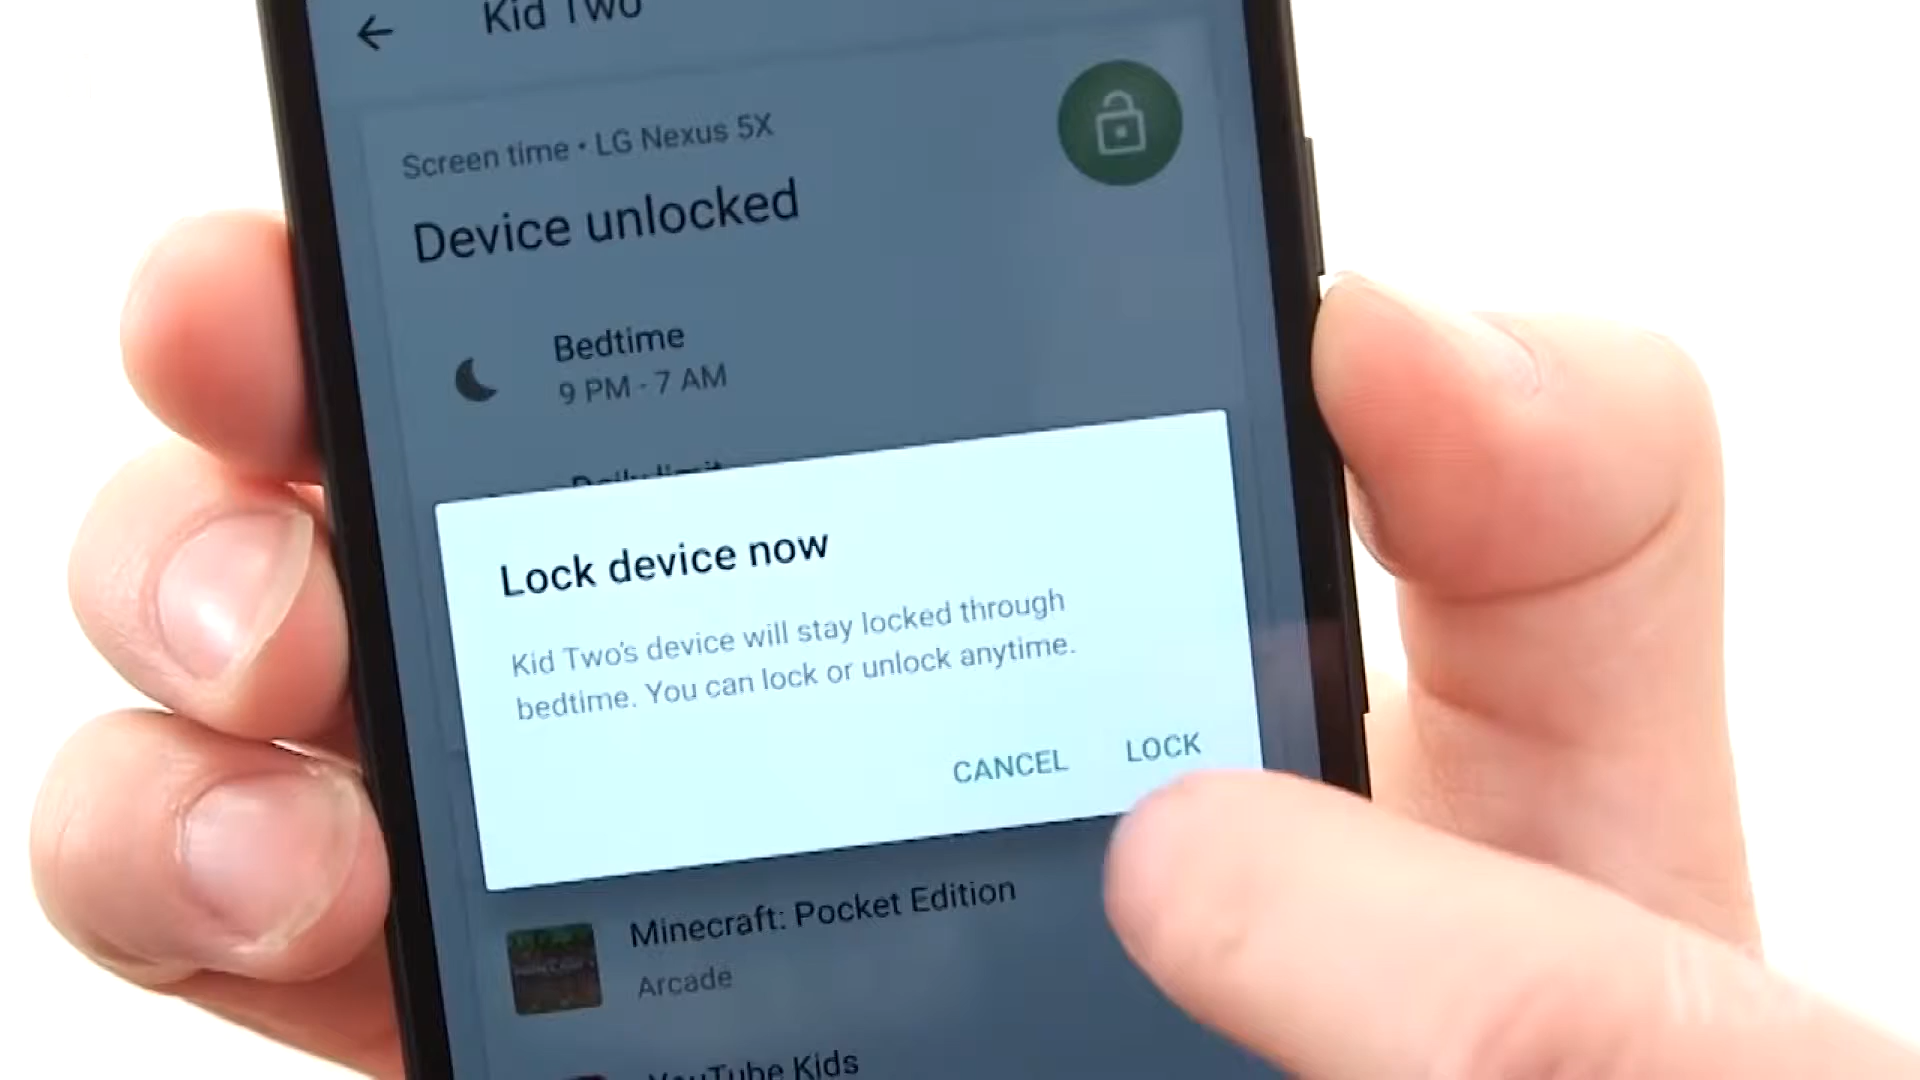 Kid Two
Screen time • LG Nexus 5X
Device unlocked
Bedtime
9 PM - 7 AM
Daily limit
Lock device now
Kid Two's device will stay locked through
bedtime. You can lock or unlock anytime.
CANCEL LOCK
Minecraft: Pocket Edition
Arcade
YouTube Kids